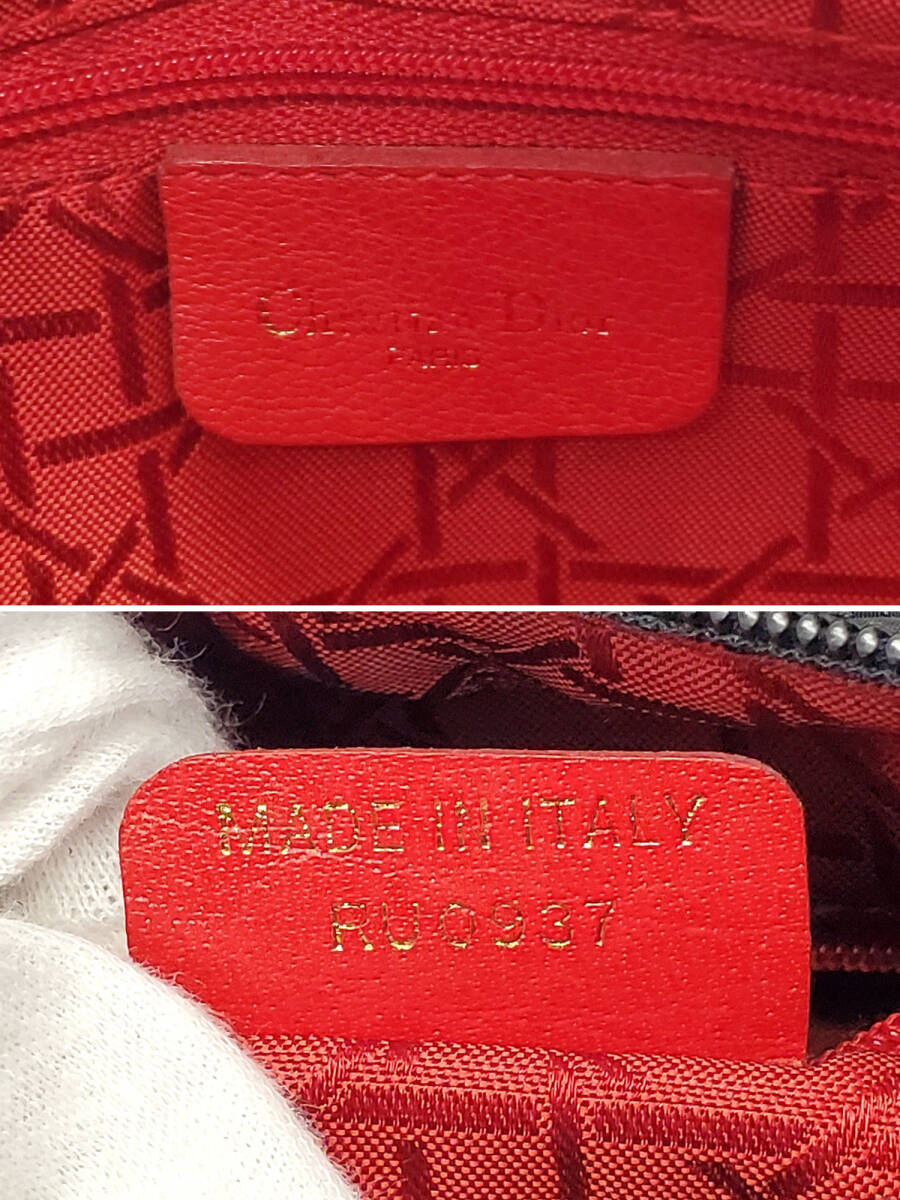 Christian Dior
PARIS
MADE IN ITALY
RU0937